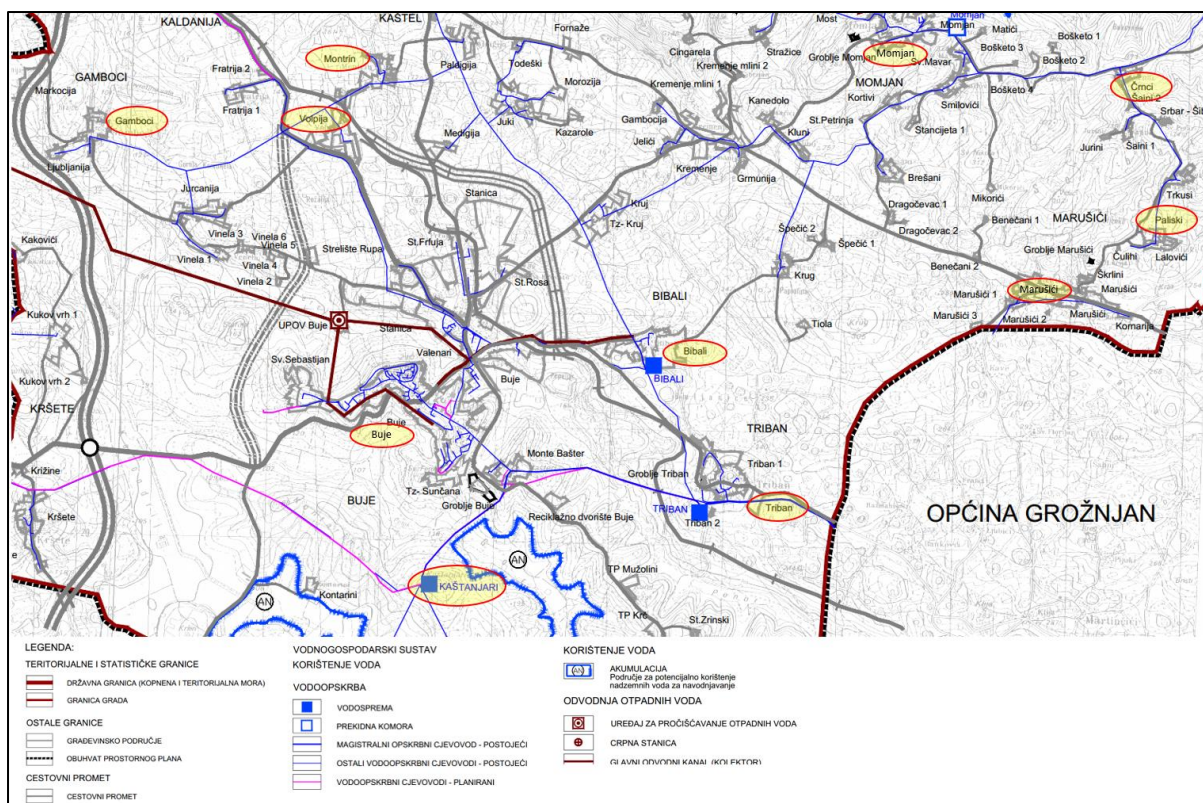 KALDANIJA
KAŠTEL
Fornaže
Most
Momjan
Momjan
Matići
Cingarela
Stražice
Groblje Momjan
Momjan
Sv.Mavar
Boškovo 3
Bošketo 1
Montrin
Paldigija
Todeški
Kremenje mlini 2
Bošketo 2
GAMBOCI
Fratrija 2
Kremenje mlini 1
MOMJAN
Bošketo 4
Črnci
Šaini 2
Markocija
Fratrija 1
Morozija
Kanedolo
Kortivi
Smilovići
Srbar - Šil
Gamboci
Volpija
Juki
Gambocija
Kluni
St.Petrinja
Stancijeta 1
Jurini
Šaini 1
Medigija
Kazarole
Jelići
Kremenje
Grmunija
Ljubljanija
Brešani
Trkusi
Jurcanija
Stanica
Mikorići
Kruj
Dragočevac 1
MARUŠIĆI
Paliski
Kakovići
Vinela 3
Vinela 6
Vinela 5
St.Frfuja
Tz- Kruj
Špečić 2
Benečani 1
Dragočevac 2
Strelište Rupa
Špečić 1
Groblje Marušići
Čulihi
Lalovići
Vinela 1
Vinela 4
Vinela 2
Benečani 2
St.Rosa
Krug
Škrlini
BIBALI
Marušići
Marušići
Kukov vrh 1
Marušići 1
UPOV Buje
Stanica
Tiola
Marušići 3
Marušići 2
Marušići
Kornarija
Valenari
Bibali
Sv.Sebastijan
Buje
BIBALI
Kukov vrh 2
KRŠETE
Buje
Buje
TRIBAN
Monte Bašter
Groblje Triban
Triban 1
Križine
BUJE
Tz- Sunčana
Groblje Buje
TRIBAN
Triban
Kršete
Reciklažno dvorište Buje
Triban 2
OPĆINA GROŽNJAN
AN
TP Mužolini
KAŠTANJARI
Kontarini
AN
TP Krč
St.Zrinski
LEGENDA:
TERITORIJALNE I STATISTIČKE GRANICE
DRŽAVNA GRANICA (KOPNENA I TERITORIJALNA MORA)
GRANICA GRADA
OSTALE GRANICE
GRAĐEVINSKO PODRUČJE
OBUHVAT PROSTORNOG PLANA
CESTOVNI PROMET
CESTOVNI PROMET
VODNOGOSPODARSKI SUSTAV
KORIŠTENJE VODA
VODOOPSKRBA
VODOSPREMA
PREKIDNA KOMORA
MAGISTRALNI OPSKRBNI CJEVOVOD - POSTOJEĆI
OSTALI VODOOPSKRBNI CJEVOVODI - POSTOJEĆI
VODOOPSKRBNI CJEVOVODI - PLANIRANI
KORIŠTENJE VODA
AN
AKUMULACIJA
Područje za potencijalno korištenje
nadzemnih voda za navodnjavanje
ODVODNJA OTPADNIH VODA
UREĐAJ ZA PROČIŠĆAVANJE OTPADNIH VODA
CRPNA STANICA
GLAVNI ODVODNI KANAL (KOLEKTOR)